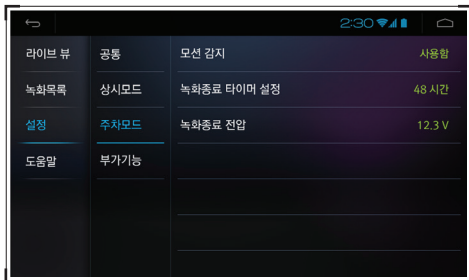 2:30
라이브 뷰
녹화목록
설정
도움말
공통
상시모드
주차모드
부가기능
모션 감지 사용함
녹화종료 타이머 설정 48 시간
녹화종료 전압 12.3 V